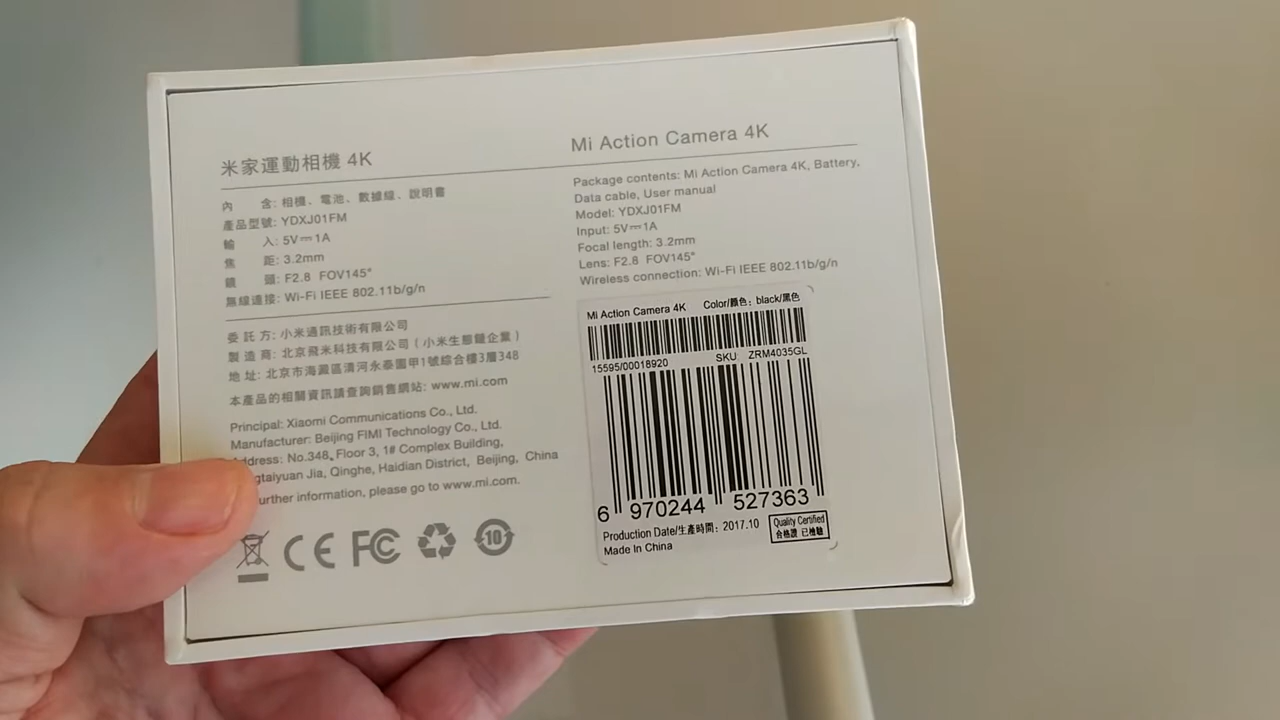 米家運動相機 4K
內 含: 相機、電池、數據線、說明書
產品型號: YDXJ01FM
輸 入: 5V⎓1A
焦 距: 3.2mm
鏡 頭: F2.8 FOV145°
無線連接: Wi-Fi IEEE 802.11b/g/n
委 託 方: 小米通訊技術有限公司
製 造 商: 北京飛米科技有限公司（小米生態鏈企業）
地 址: 北京市海澱區清河永泰園甲1號綜合樓3層348
本產品的相關資訊請查詢銷售網站: www.mi.com
Principal: Xiaomi Communications Co., Ltd.
Manufacturer: Beijing FIMI Technology Co., Ltd.
Address: No.348, Floor 3, 1# Complex Building,
Jia, Qinghe, Haidian District, Beijing, China
further information, please go to www.mi.com.
CE FC 10
Mi Action Camera 4K
Package contents: Mi Action Camera 4K, Battery,
Data cable, User manual
Model: YDXJ01FM
Input: 5V⎓1A
Focal length: 3.2mm
Lens: F2.8 FOV145°
Wireless connection: Wi-Fi IEEE 802.11b/g/n
Mi Action Camera 4K Color/顏色：black/黑色
15595/00018920 SKU: ZRM4035GL
6 970244 527363
Production Date/生產時間：2017.10
Made In China
Quality Certified
合格證 已檢驗